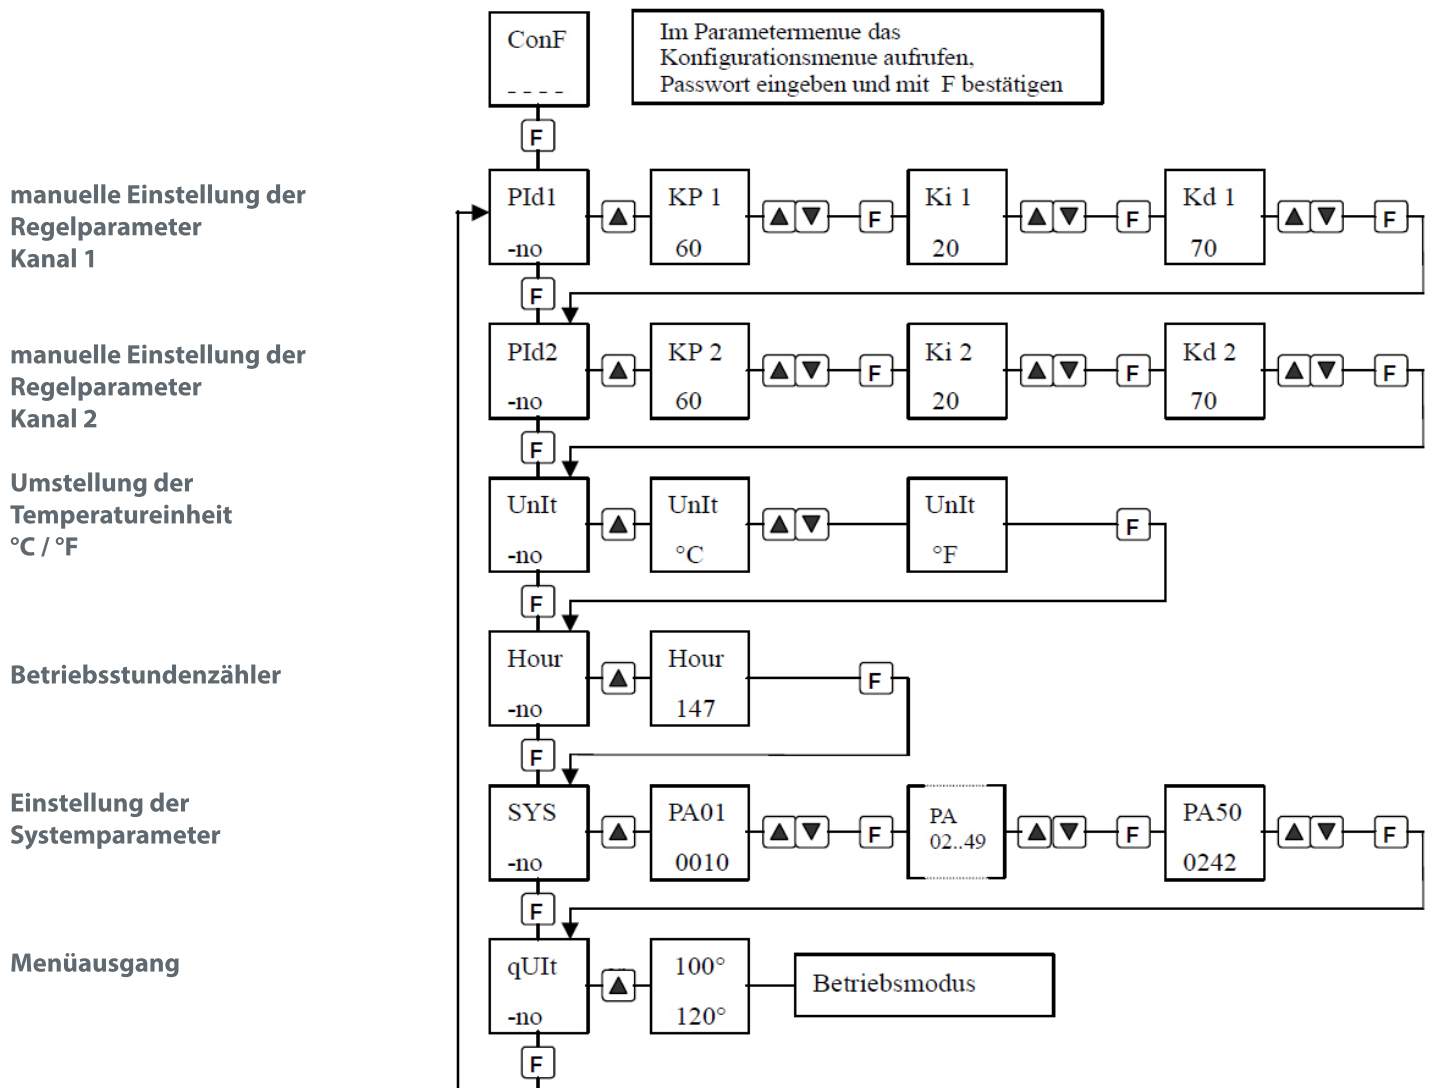 ConF
- - - -
Im Parametermenue das
Konfigurationsmenue aufrufen,
Passwort eingeben und mit F bestätigen
F
manuelle Einstellung der
Regelparameter
Kanal 1
PId1
-no
KP 1
60
F
Ki 1
20
F
Kd 1
70
F
F
manuelle Einstellung der
Regelparameter
Kanal 2
PId2
-no
KP 2
60
F
Ki 2
20
F
Kd 2
70
F
F
Umstellung der
Temperatureinheit
°C / °F
UnIt
-no
UnIt
°C
UnIt
°F
F
F
Betriebsstundenzähler
Hour
-no
Hour
147
F
F
Einstellung der
Systemparameter
SYS
-no
PA01
0010
F
PA
02..49
F
PA50
0242
F
F
Menüausgang
qUIt
-no
100°
120°
Betriebsmodus
F